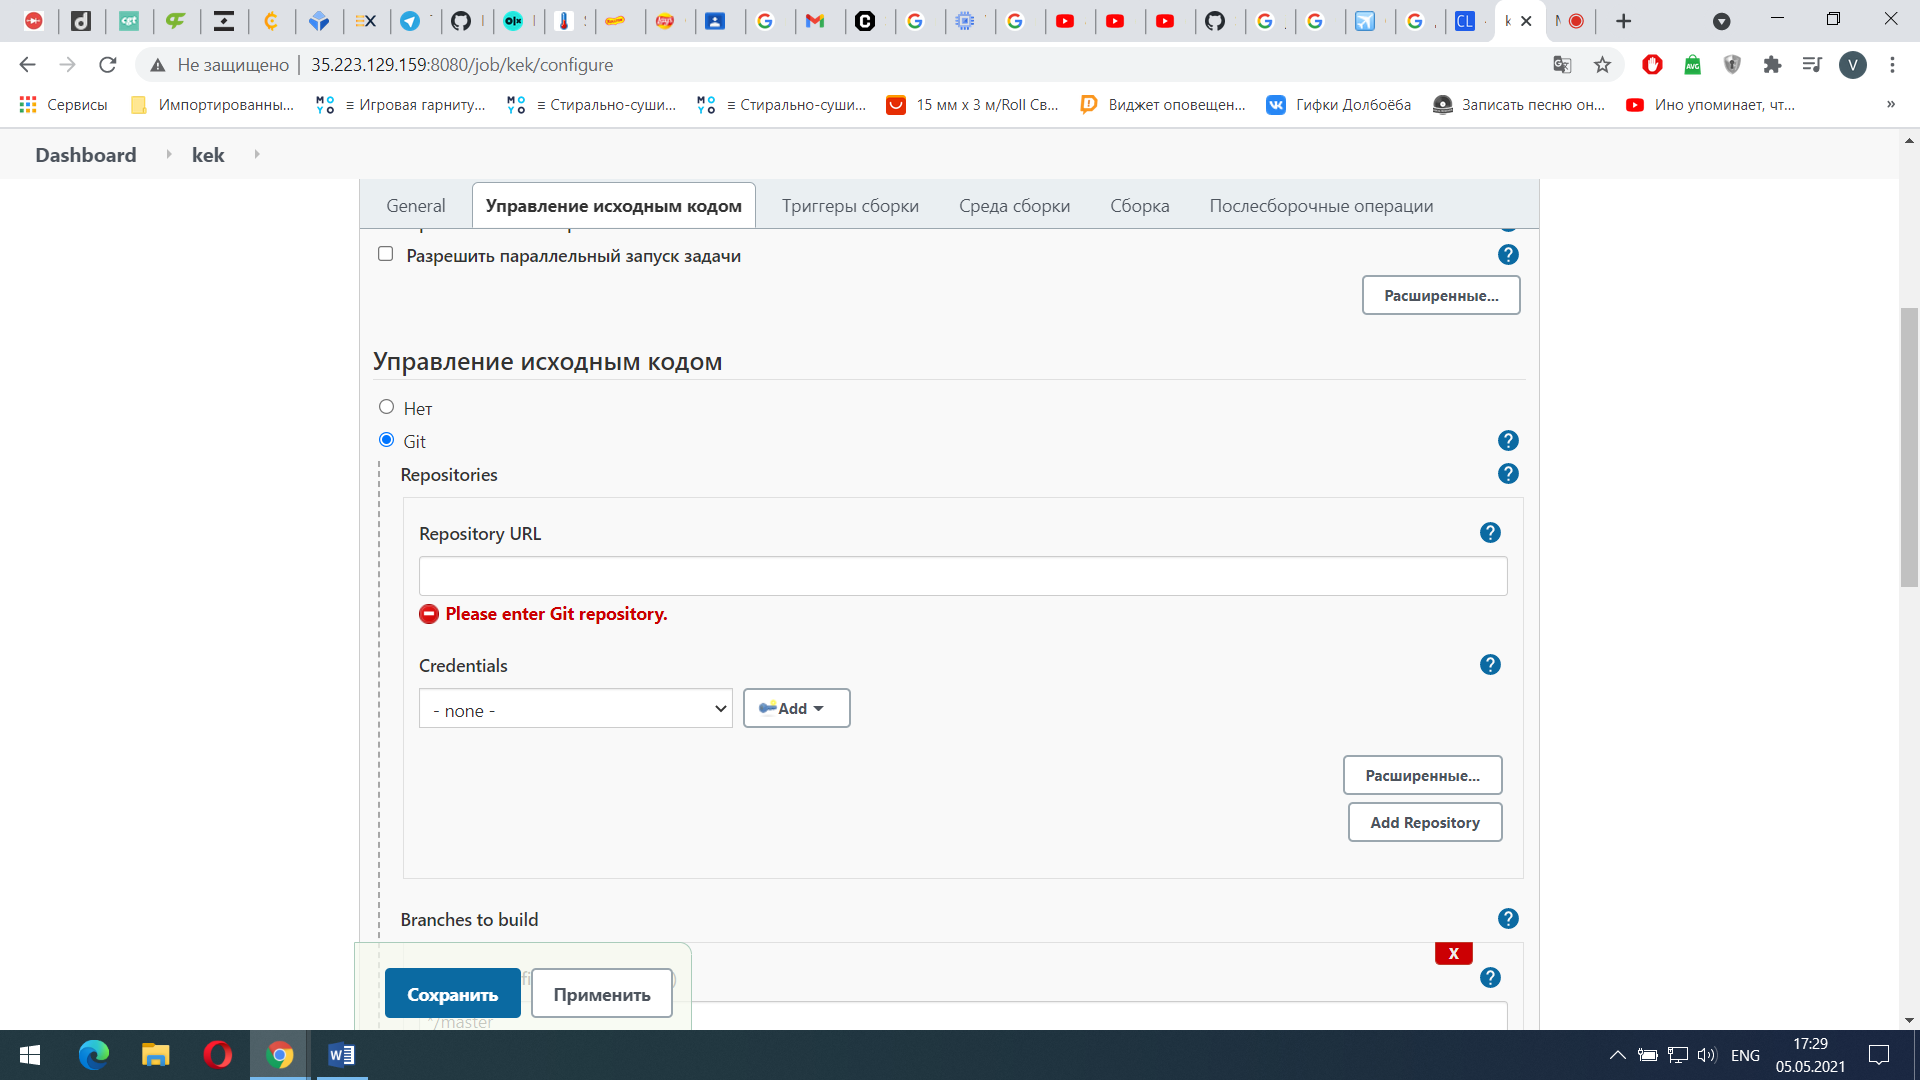 Не защищено
35.223.129.159:8080/job/kek/configure
Сервисы
Импортированны...
≡ Игровая гарниту...
≡ Стирально-суши...
≡ Стирально-суши...
15 мм x 3 м/Roll Св...
Виджет оповещен...
Гифки Долбоёба
Записать песню он...
Ино упоминает, чт...
»
Dashboard
kek
General
Управление исходным кодом
Триггеры сборки
Среда сборки
Сборка
Послесборочные операции
Разрешить параллельный запуск задачи
Расширенные...
Управление исходным кодом
Нет
Git
Repositories
Repository URL
Please enter Git repository.
Credentials
- none -
Add
Расширенные...
Add Repository
Branches to build
X
Сохранить
Применить
*/master
ENG
17:29
05.05.2021